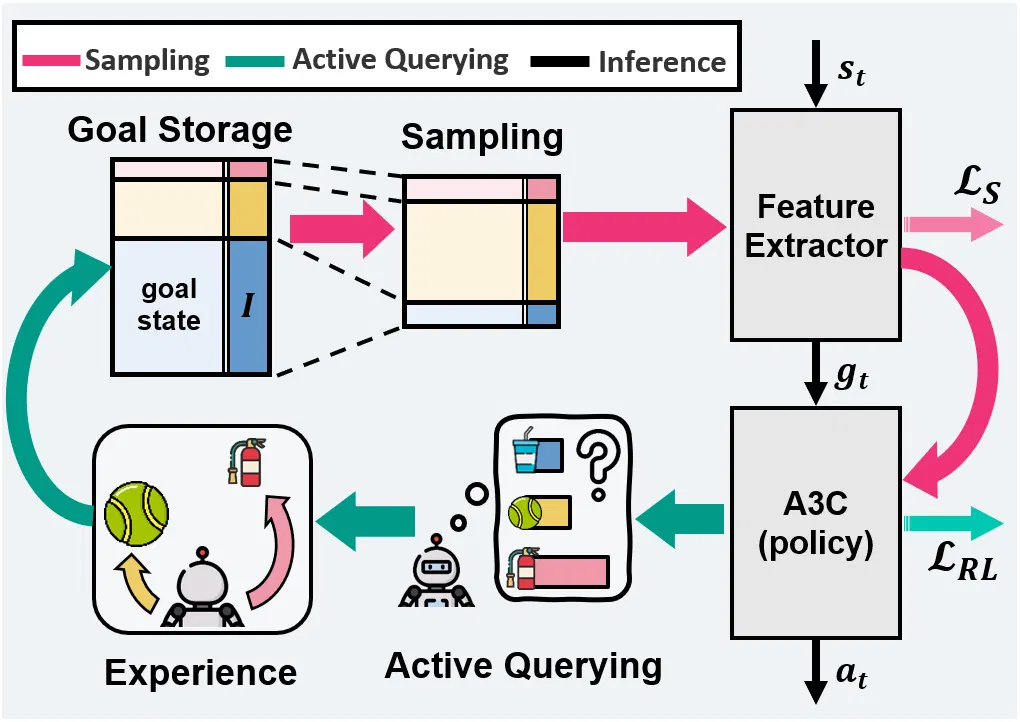 Sampling Active Querying Inference
Goal Storage
Sampling
goal
state
I
s_t
Feature
Extractor
ℒ_S
g_t
A3C
(policy)
ℒ_RL
a_t
?
Experience
Active Querying